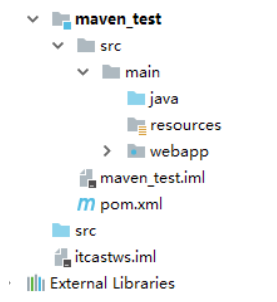 maven_test
src
main
java
resources
webapp
maven_test.iml
pom.xml
src
itcastws.iml
External Libraries